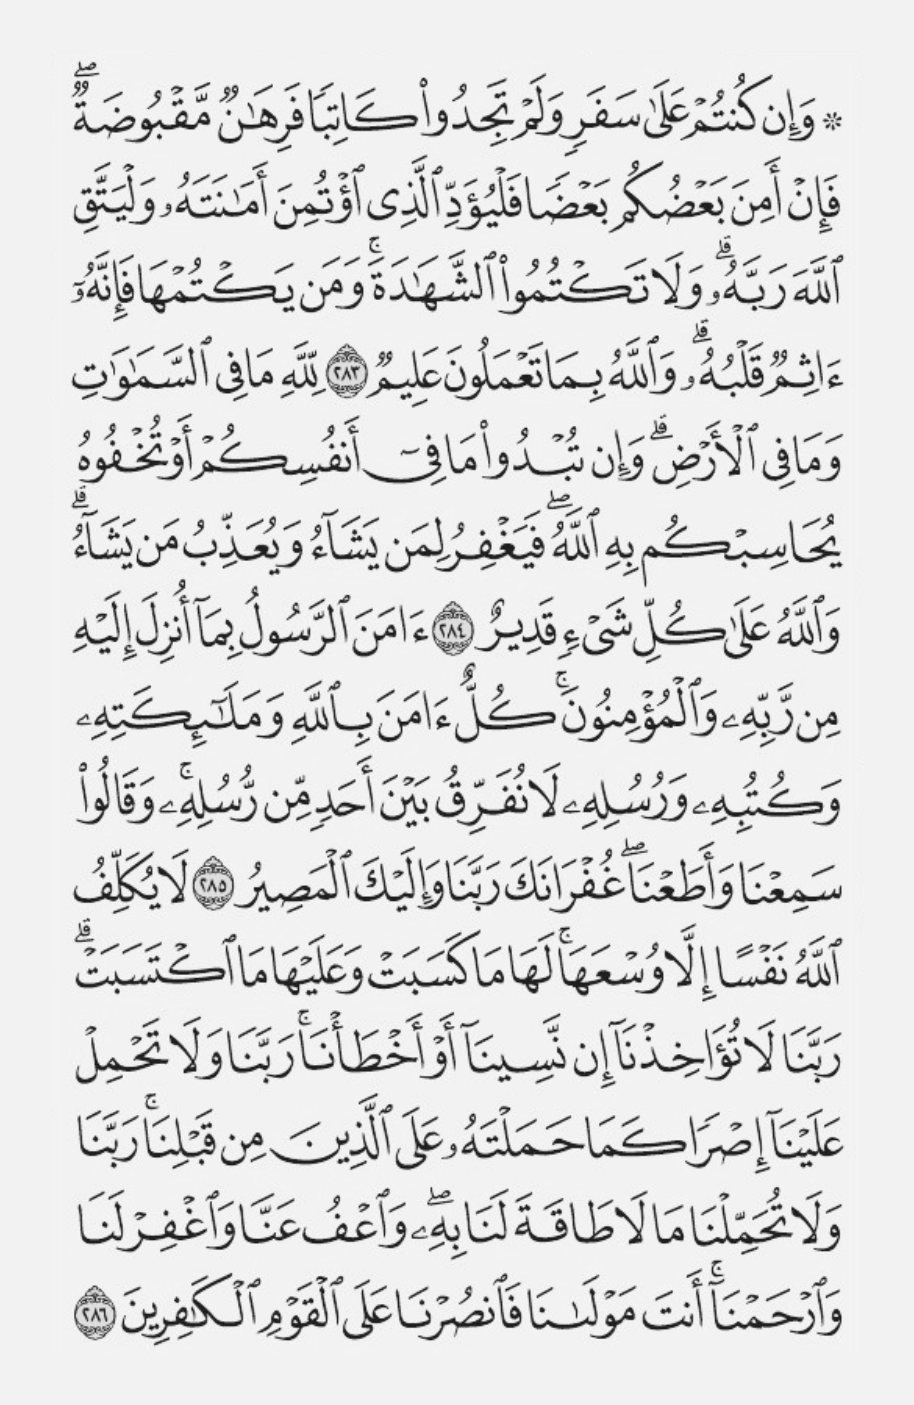 ۞ وَإِن كُنتُمْ عَلَىٰ سَفَرٍ وَلَمْ تَجِدُوا۟ كَاتِبًا فَرِهَـٰنٌ مَّقْبُوضَةٌ ۖ
فَإِنْ أَمِنَ بَعْضُكُم بَعْضًا فَلْيُؤَدِّ ٱلَّذِى ٱؤْتُمِنَ أَمَـٰنَتَهُۥ وَلْيَتَّقِ
ٱللَّهَ رَبَّهُۥ ۗ وَلَا تَكْتُمُوا۟ ٱلشَّهَـٰدَةَ ۚ وَمَن يَكْتُمْهَا فَإِنَّهُۥٓ
ءَاثِمٌ قَلْبُهُۥ ۗ وَٱللَّهُ بِمَا تَعْمَلُونَ عَلِيمٌ ٢٨٣ لِّلَّهِ مَا فِى ٱلسَّمَـٰوَٰتِ
وَمَا فِى ٱلْأَرْضِ ۗ وَإِن تُبْدُوا۟ مَا فِىٓ أَنفُسِكُمْ أَوْ تُخْفُوهُ
يُحَاسِبْكُم بِهِ ٱللَّهُ ۖ فَيَغْفِرُ لِمَن يَشَآءُ وَيُعَذِّبُ مَن يَشَآءُ ۗ
وَٱللَّهُ عَلَىٰ كُلِّ شَىْءٍ قَدِيرٌ ٢٨٤ ءَامَنَ ٱلرَّسُولُ بِمَآ أُنزِلَ إِلَيْهِ
مِن رَّبِّهِۦ وَٱلْمُؤْمِنُونَ ۚ كُلٌّ ءَامَنَ بِٱللَّهِ وَمَلَـٰٓئِكَتِهِۦ
وَكُتُبِهِۦ وَرُسُلِهِۦ لَا نُفَرِّقُ بَيْنَ أَحَدٍ مِّن رُّسُلِهِۦ ۚ وَقَالُوا۟
سَمِعْنَا وَأَطَعْنَا ۖ غُفْرَانَكَ رَبَّنَا وَإِلَيْكَ ٱلْمَصِيرُ ٢٨٥ لَا يُكَلِّفُ
ٱللَّهُ نَفْسًا إِلَّا وُسْعَهَا ۚ لَهَا مَا كَسَبَتْ وَعَلَيْهَا مَا ٱكْتَسَبَتْ ۗ
رَبَّنَا لَا تُؤَاخِذْنَآ إِن نَّسِينَآ أَوْ أَخْطَأْنَا ۚ رَبَّنَا وَلَا تَحْمِلْ
عَلَيْنَآ إِصْرًا كَمَا حَمَلْتَهُۥ عَلَى ٱلَّذِينَ مِن قَبْلِنَا ۚ رَبَّنَا
وَلَا تُحَمِّلْنَا مَا لَا طَاقَةَ لَنَا بِهِۦ ۖ وَٱعْفُ عَنَّا وَٱغْفِرْ لَنَا
وَٱرْحَمْنَآ ۚ أَنتَ مَوْلَىٰنَا فَٱنصُرْنَا عَلَى ٱلْقَوْمِ ٱلْكَـٰفِرِينَ ٢٨٦